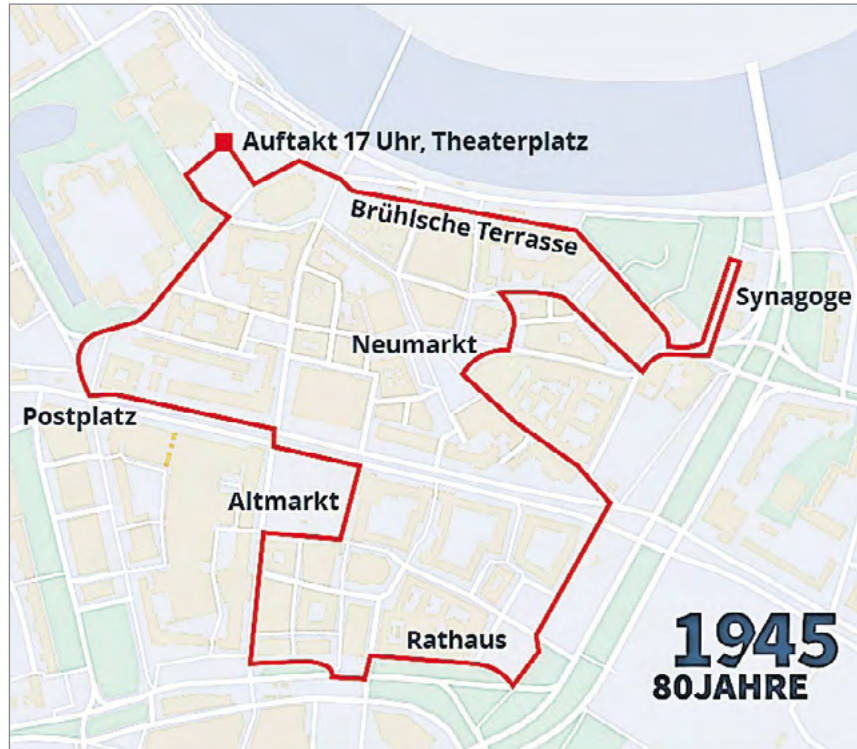 Auftakt 17 Uhr, Theaterplatz
Brühlsche Terrasse
Synagoge
Neumarkt
Postplatz
Altmarkt
Rathaus
1945
80JAHRE